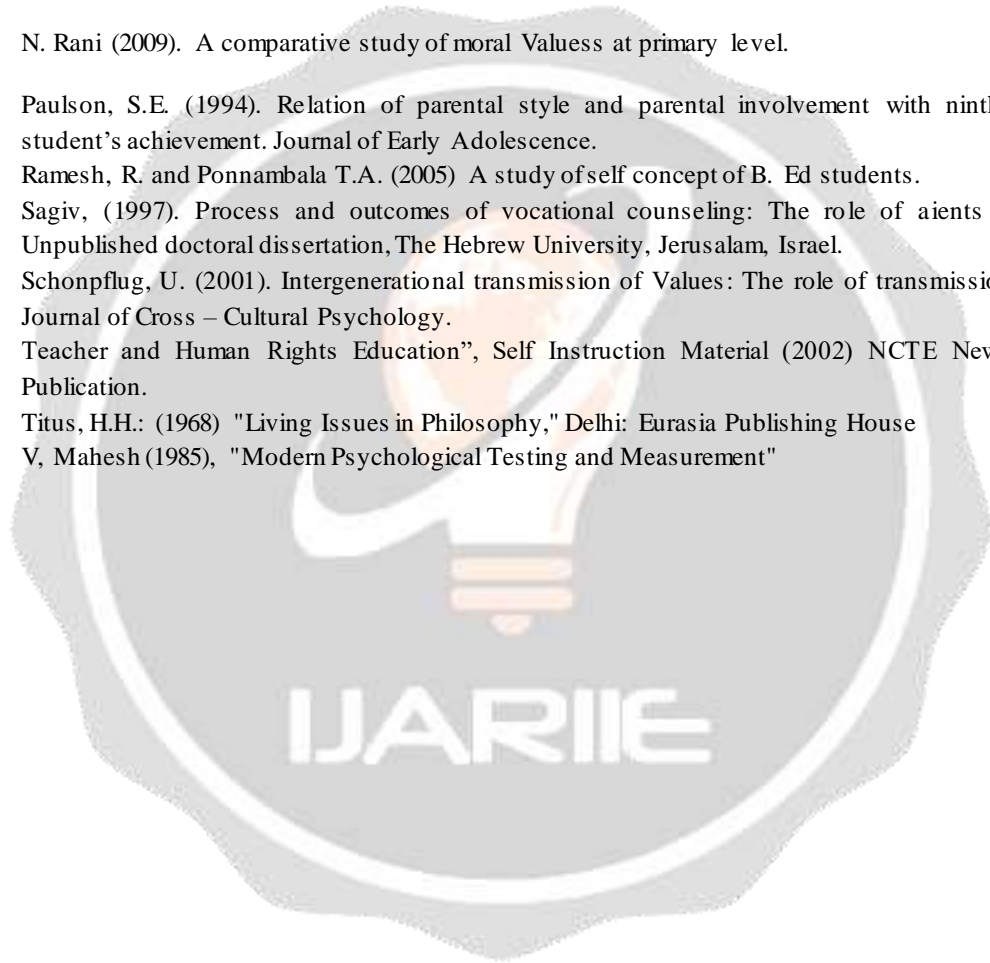 N. Rani (2009). A comparative study of moral Valuess at primary level.
Paulson, S.E. (1994). Relation of parental style and parental involvement with nint
student’s achievement. Journal of Early Adolescence.
Ramesh, R. and Ponnambala T.A. (2005) A study of self concept of B. Ed students.
Sagiv, (1997). Process and outcomes of vocational counseling: The role of aients
Unpublished doctoral dissertation, The Hebrew University, Jerusalam, Israel.
Schonpflug, U. (2001). Intergenerational transmission of Values: The role of transmissio
Journal of Cross – Cultural Psychology.
Teacher and Human Rights Education”, Self Instruction Material (2002) NCTE New
Publication.
Titus, H.H.: (1968) "Living Issues in Philosophy," Delhi: Eurasia Publishing House
V, Mahesh (1985), "Modern Psychological Testing and Measurement"
IJARIIE